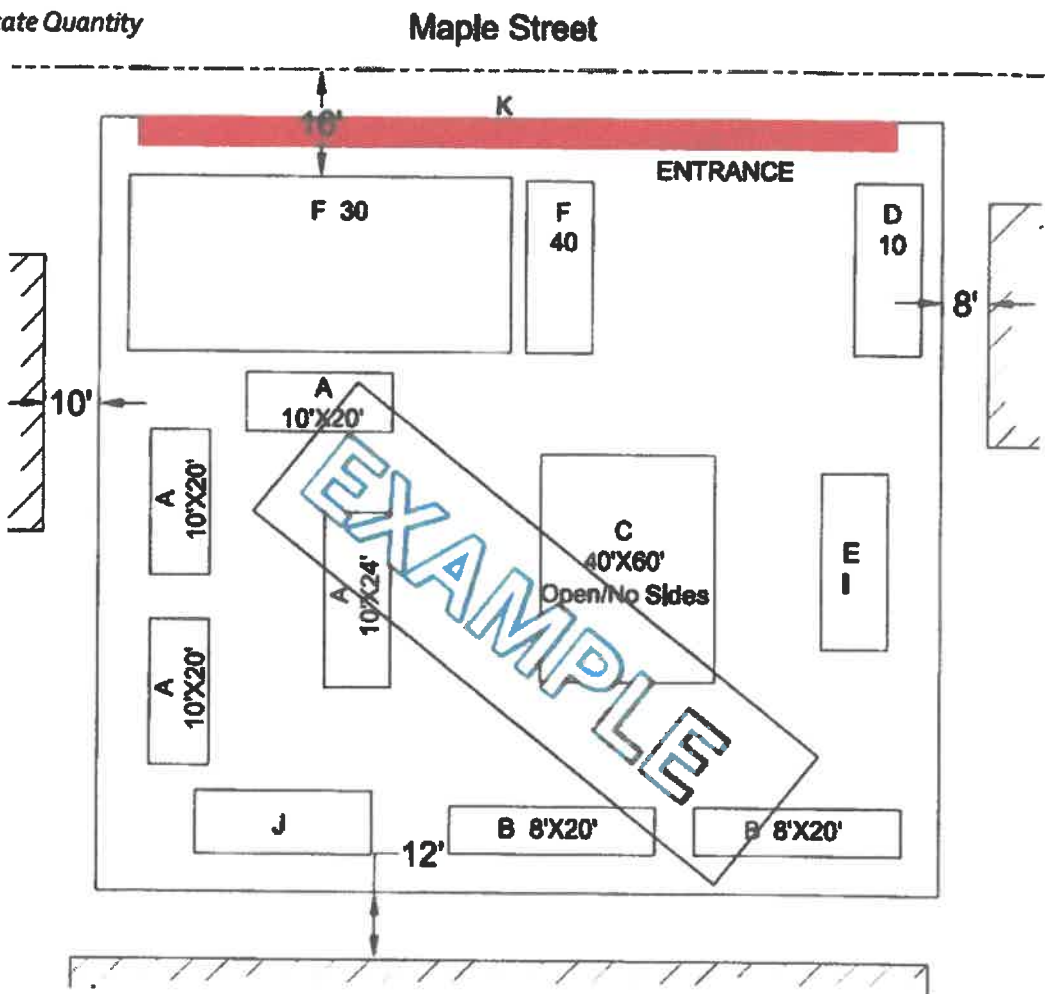 ate Quantity
Maple Street
K
16'
ENTRANCE
F 30
F
40
D
10
8'
10'
A
10'X20'
A
10'X20'
A
10'X24'
C
40'X60'
Open/No Sides
E
I
EXAMPLE
A
10'X20'
J
B 8'X20'
B 8'X20'
12'